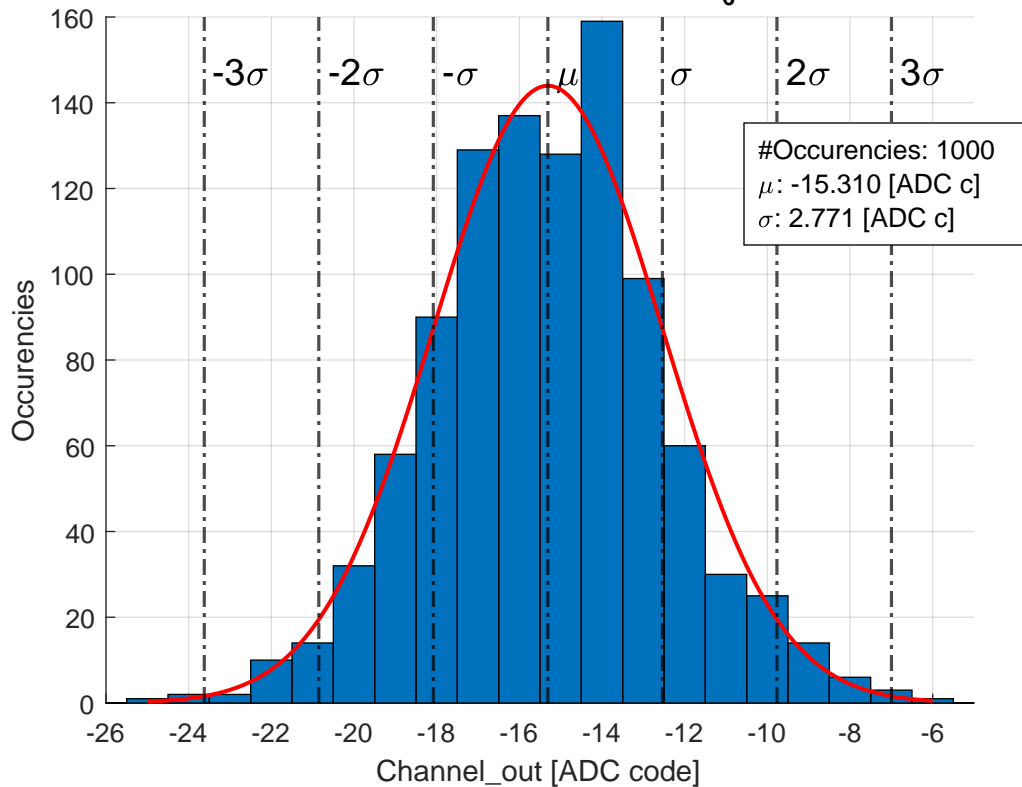 160
140
120
100
80
60
40
20
0
Occurencies
-3σ
-2σ
-σ
μ
σ
2σ
3σ
#Occurencies: 1000
μ: -15.310 [ADC c]
σ: 2.771 [ADC c]
-26
-24
-22
-20
-18
-16
-14
-12
-10
-8
-6
Channel_out [ADC code]